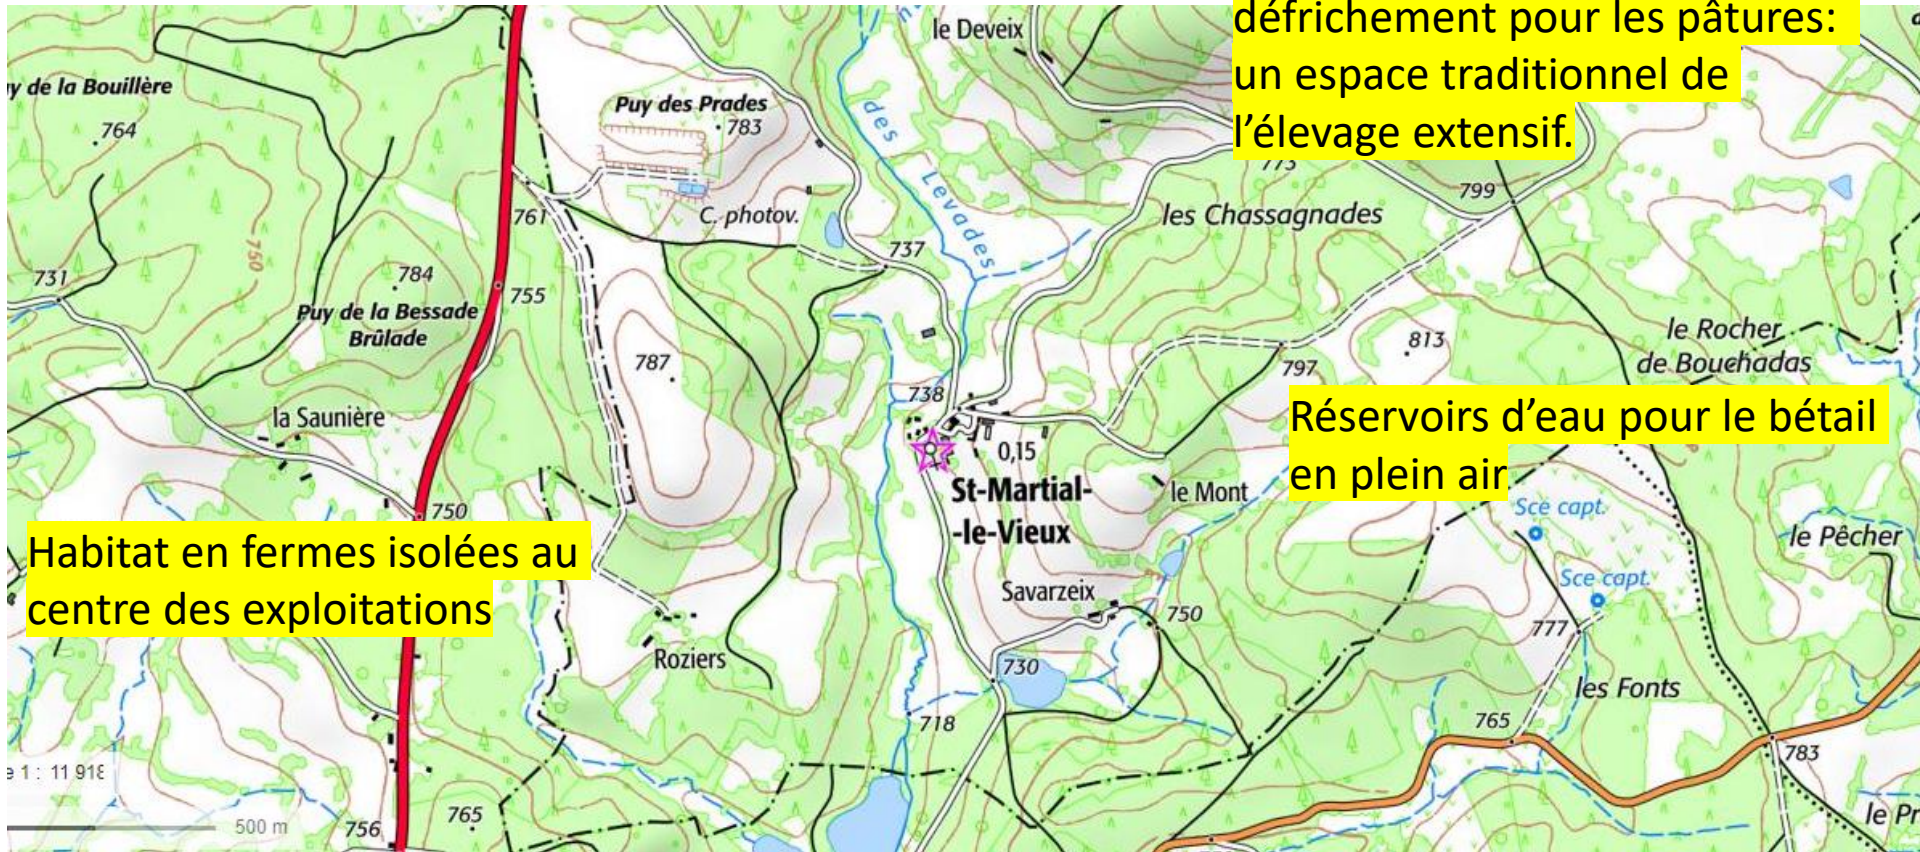 le Deveix
défrichement pour les pâtures:
un espace traditionnel de
l'élevage extensif.
y de la Bouillère
764
Puy des Prades
783
des Levades
773
799
761
C. photov.
les Chassagnades
737
750
731
784
755
Puy de la Bessade
Brûlade
787
813
le Rocher
de Bouchadas
797
738
la Saunière
Réservoirs d'eau pour le bétail
en plein air
0,15
St-Martial-
-le-Vieux
le Mont
750
Sce capt.
le Pêcher
Habitat en fermes isolées au
centre des exploitations
Sce capt.
Savarzeix
750
777
Roziers
730
les Fonts
718
765
783
e 1 : 11 918
765
500 m
756
le Pr